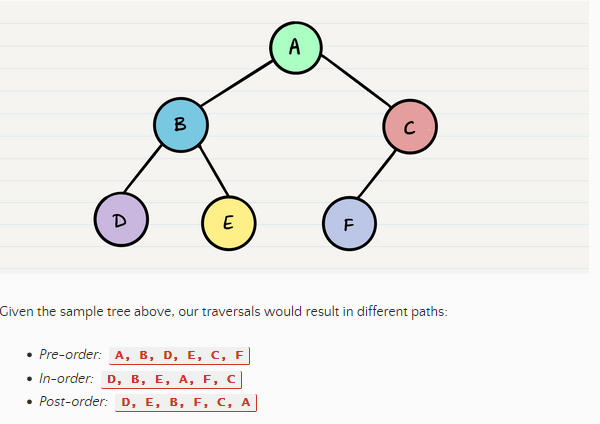 A
B
C
D
E
F
Given the sample tree above, our traversals would result in different paths:
• Pre-order: A, B, D, E, C, F
• In-order: D, B, E, A, F, C
• Post-order: D, E, B, F, C, A